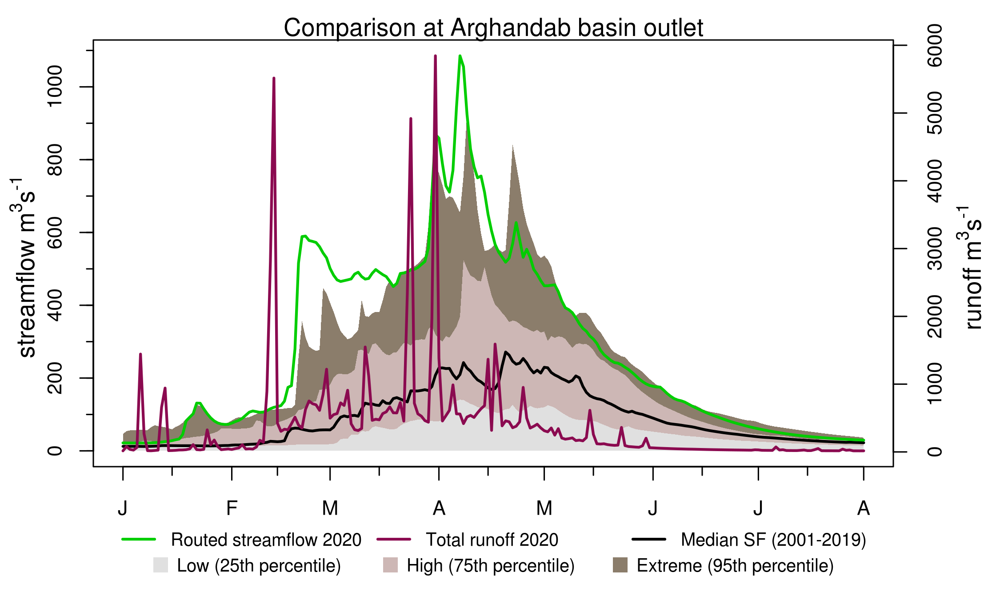 Comparison at Arghandab basin outlet
streamflow m³s⁻¹
0 200 400 600 800 1000
runoff m³s⁻¹
0 1000 2000 3000 4000 5000 6000
J F M A M J J A
Routed streamflow 2020 Total runoff 2020 Median SF (2001-2019)
Low (25th percentile) High (75th percentile) Extreme (95th percentile)